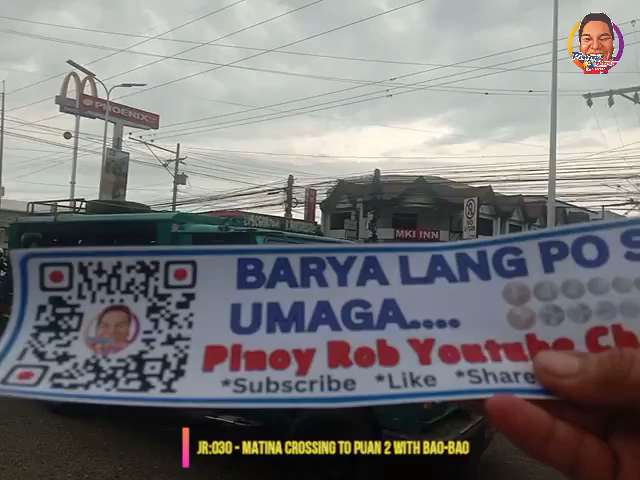 PHOENIX
MKI INN
BARYA LANG PO S
UMAGA....
Pinoy Rob Youtube Ch
*Subscribe *Like *Share
JR:030 - MATINA CROSSING TO PUAN 2 WITH BAO-BAO